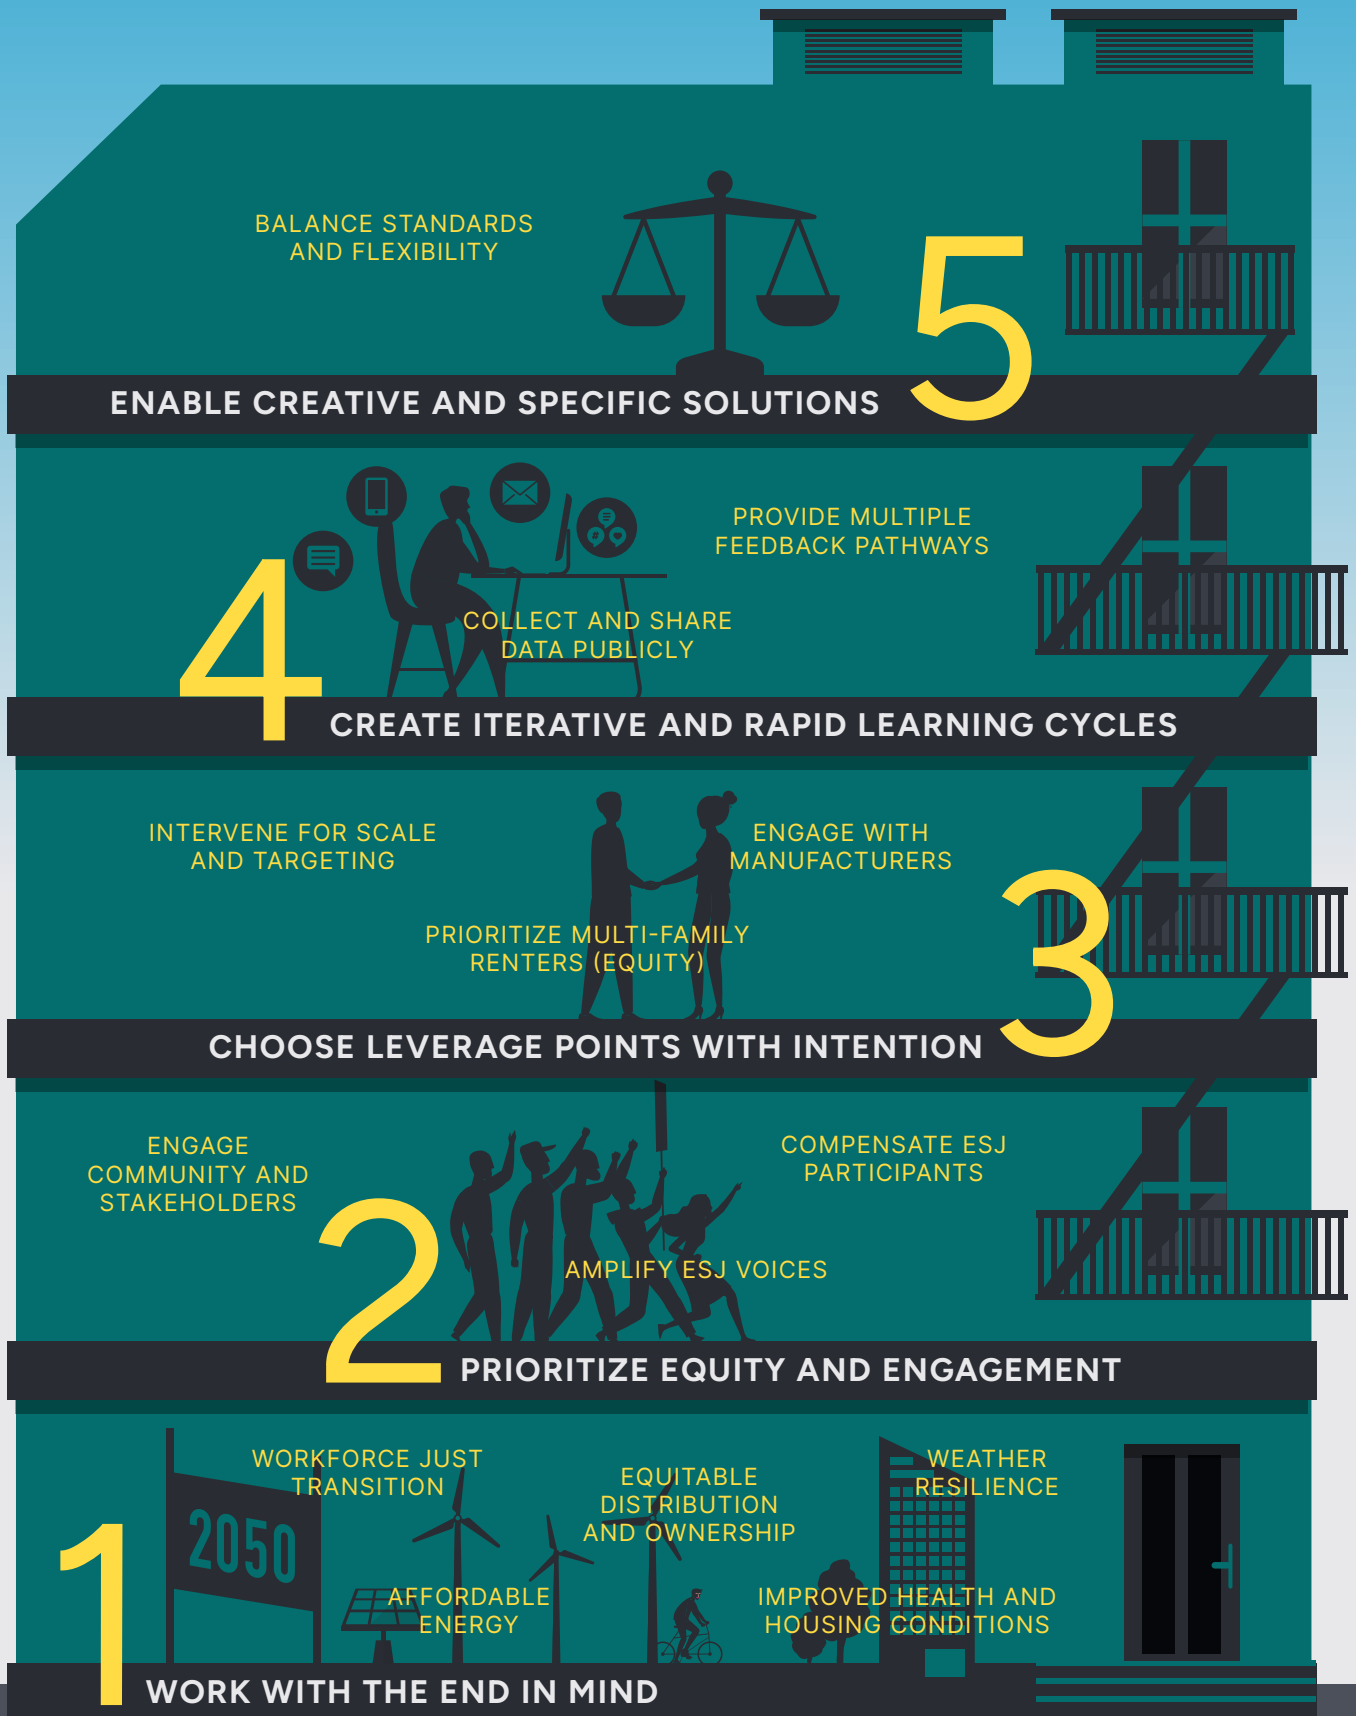 BALANCE STANDARDS
AND FLEXIBILITY
5
ENABLE CREATIVE AND SPECIFIC SOLUTIONS
PROVIDE MULTIPLE
FEEDBACK PATHWAYS
COLLECT AND SHARE
DATA PUBLICLY
4
CREATE ITERATIVE AND RAPID LEARNING CYCLES
INTERVENE FOR SCALE
AND TARGETING
ENGAGE WITH
MANUFACTURERS
PRIORITIZE MULTI-FAMILY
RENTERS (EQUITY)
3
CHOOSE LEVERAGE POINTS WITH INTENTION
ENGAGE
COMMUNITY AND
STAKEHOLDERS
COMPENSATE ESJ
PARTICIPANTS
AMPLIFY ESJ VOICES
2
PRIORITIZE EQUITY AND ENGAGEMENT
WORKFORCE JUST
TRANSITION
EQUITABLE
DISTRIBUTION
AND OWNERSHIP
WEATHER
RESILIENCE
2050
AFFORDABLE
ENERGY
IMPROVED HEALTH AND
HOUSING CONDITIONS
1
WORK WITH THE END IN MIND